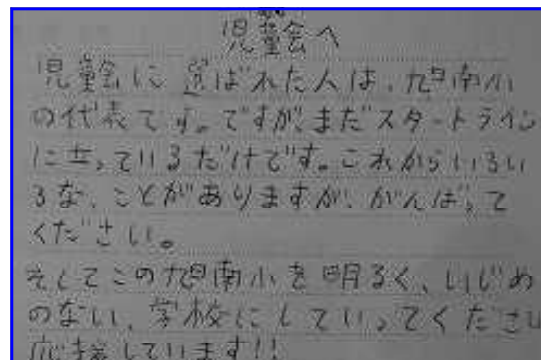 児童会へ
児童会に選ばれた人は、旭南小
の代表です。ですが、まだスタートライン
に立っているだけです。これからいろい
ろな、ことがありますが、がんばって
ください。
そしてこの旭南小を明るく、いじめ
のない、学校にしていってください
応援しています!!